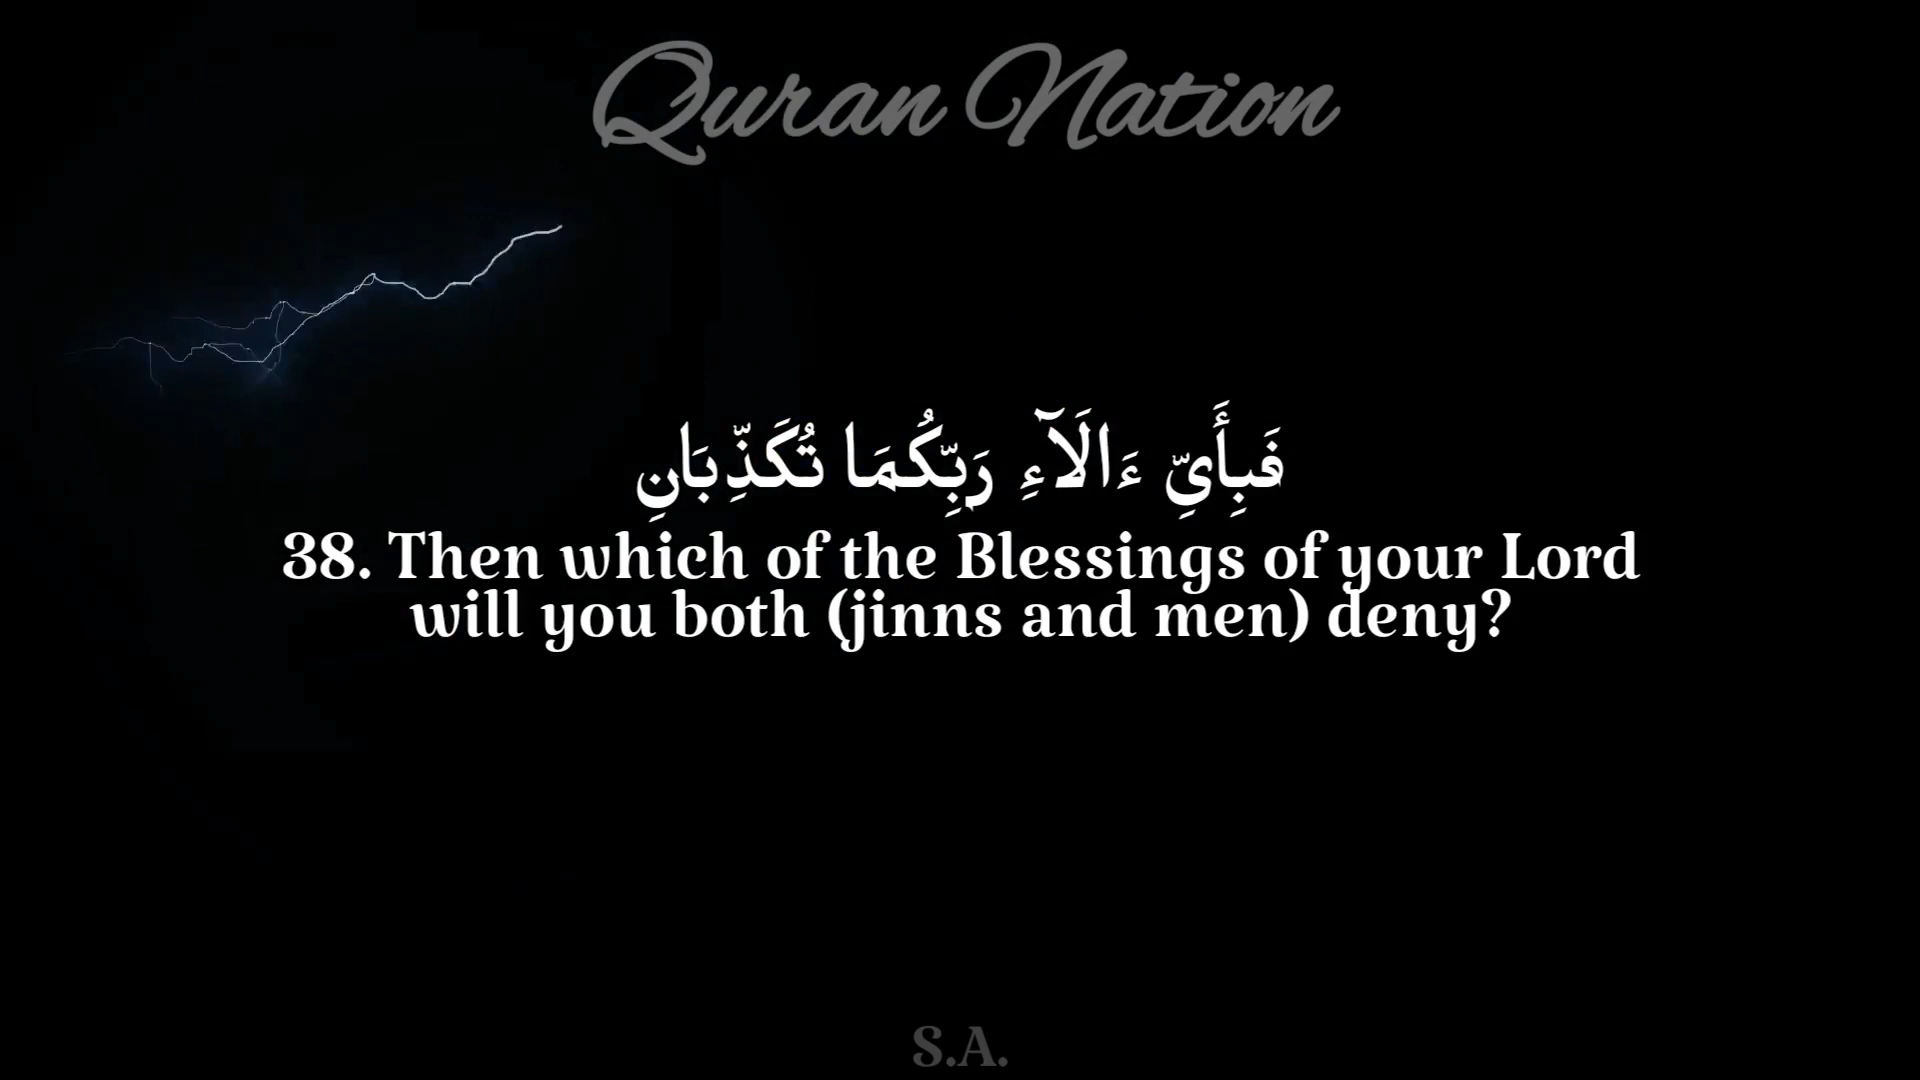 Quran Nation
فَبِأَيِّ ءَالَآءِ رَبِّكُمَا تُكَذِّبَانِ
38. Then which of the Blessings of your Lord
will you both (jinns and men) deny?
S.A.